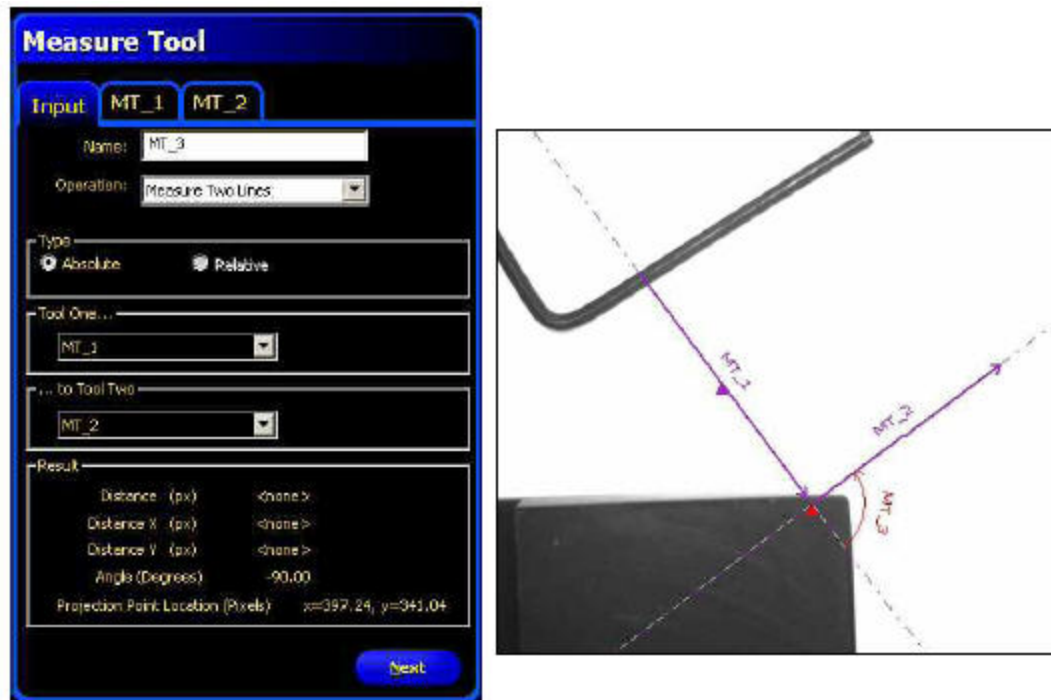 Measure Tool
Input MT_1 MT_2
Name: MT_3
Operation: Measure Two Lines
Type
Absolute Relative
Tool One...
MT_1
... to Tool Two
MT_2
Result
Distance (px) <none>
Distance X (px) <none>
Distance Y (px) <none>
Angle (Degrees) -90.00
Projection Point Location (Pixels) x=397.24, y=341.04
Next
MT_1
MT_2
MT_3